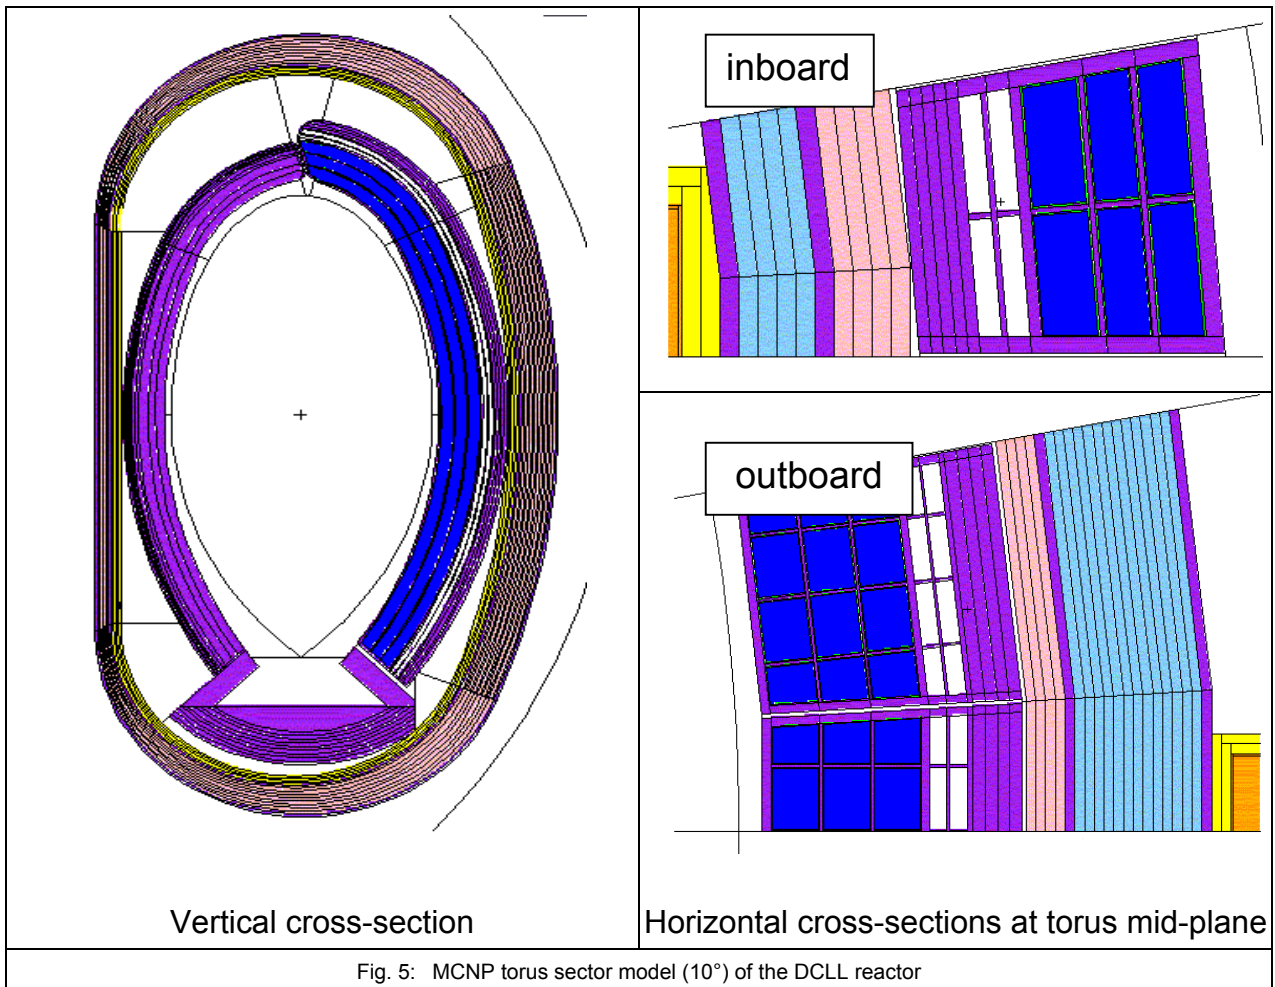 inboard
outboard
Vertical cross-section
Horizontal cross-sections at torus mid-plane
Fig. 5: MCNP torus sector model (10°) of the DCLL reactor